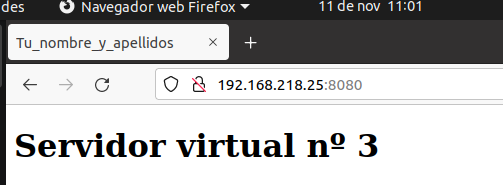 des Navegador web Firefox 11 de nov 11:01
Tu_nombre_y_apellidos
192.168.218.25:8080
Servidor virtual nº 3